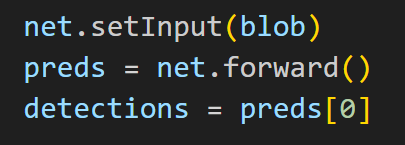 net.setInput(blob)
preds = net.forward()
detections = preds[0]